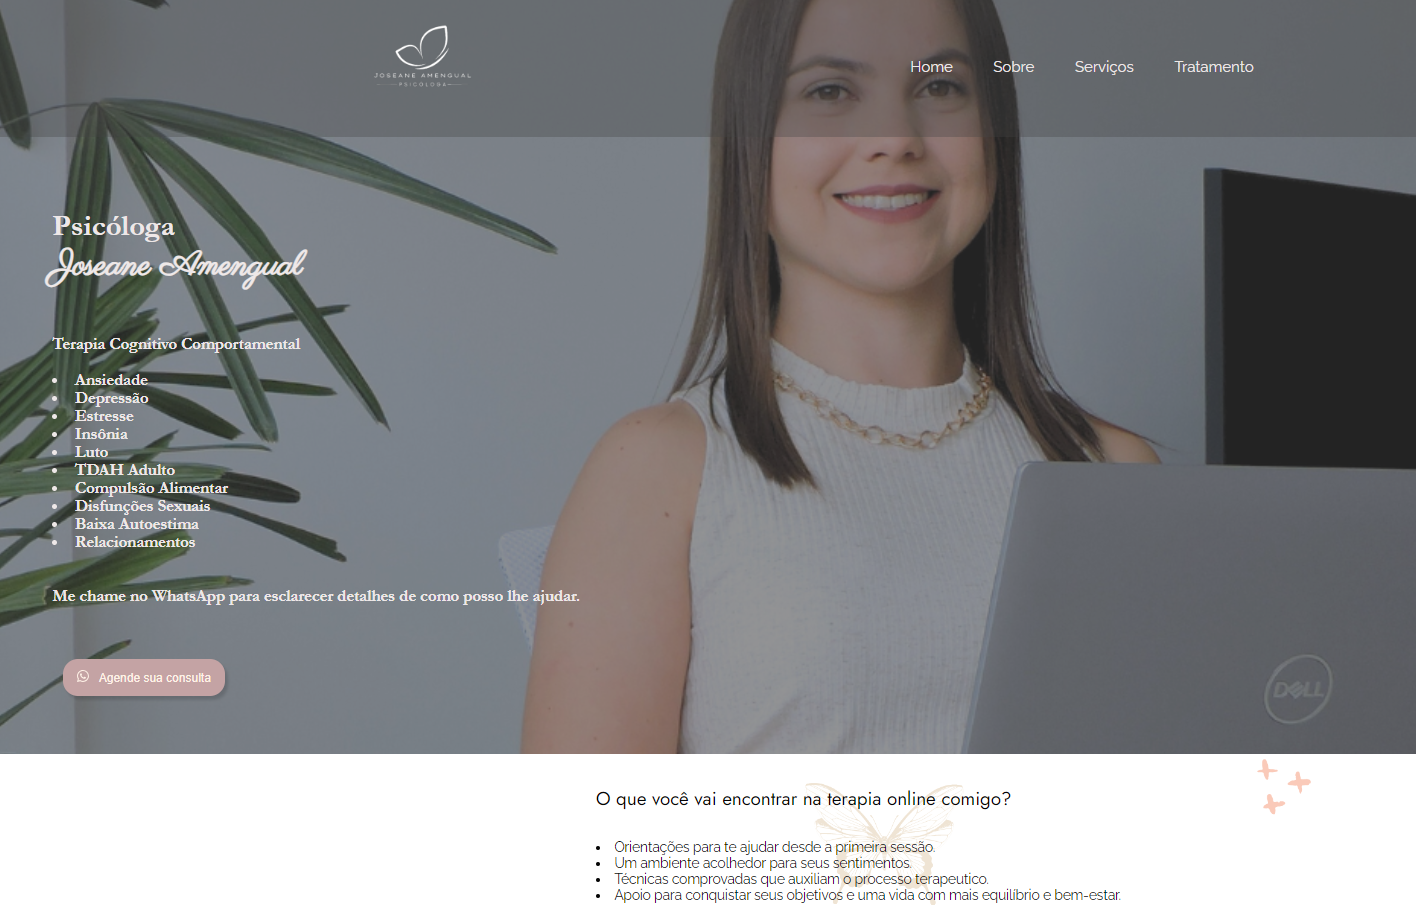 JOSEANE AMENGUAL
PSICÓLOGA
Home Sobre Serviços Tratamento
Psicóloga
Joseane Amengual
Terapia Cognitivo Comportamental
Ansiedade
Depressão
Estresse
Insônia
Luto
TDAH Adulto
Compulsão Alimentar
Disfunções Sexuais
Baixa Autoestima
Relacionamentos
Me chame no WhatsApp para esclarecer detalhes de como posso lhe ajudar.
Agende sua consulta
DELL
O que você vai encontrar na terapia online comigo?
Orientações para te ajudar desde a primeira sessão.
Um ambiente acolhedor para seus sentimentos.
Técnicas comprovadas que auxiliam o processo terapeutico.
Apoio para conquistar seus objetivos e uma vida com mais equilíbrio e bem-estar.